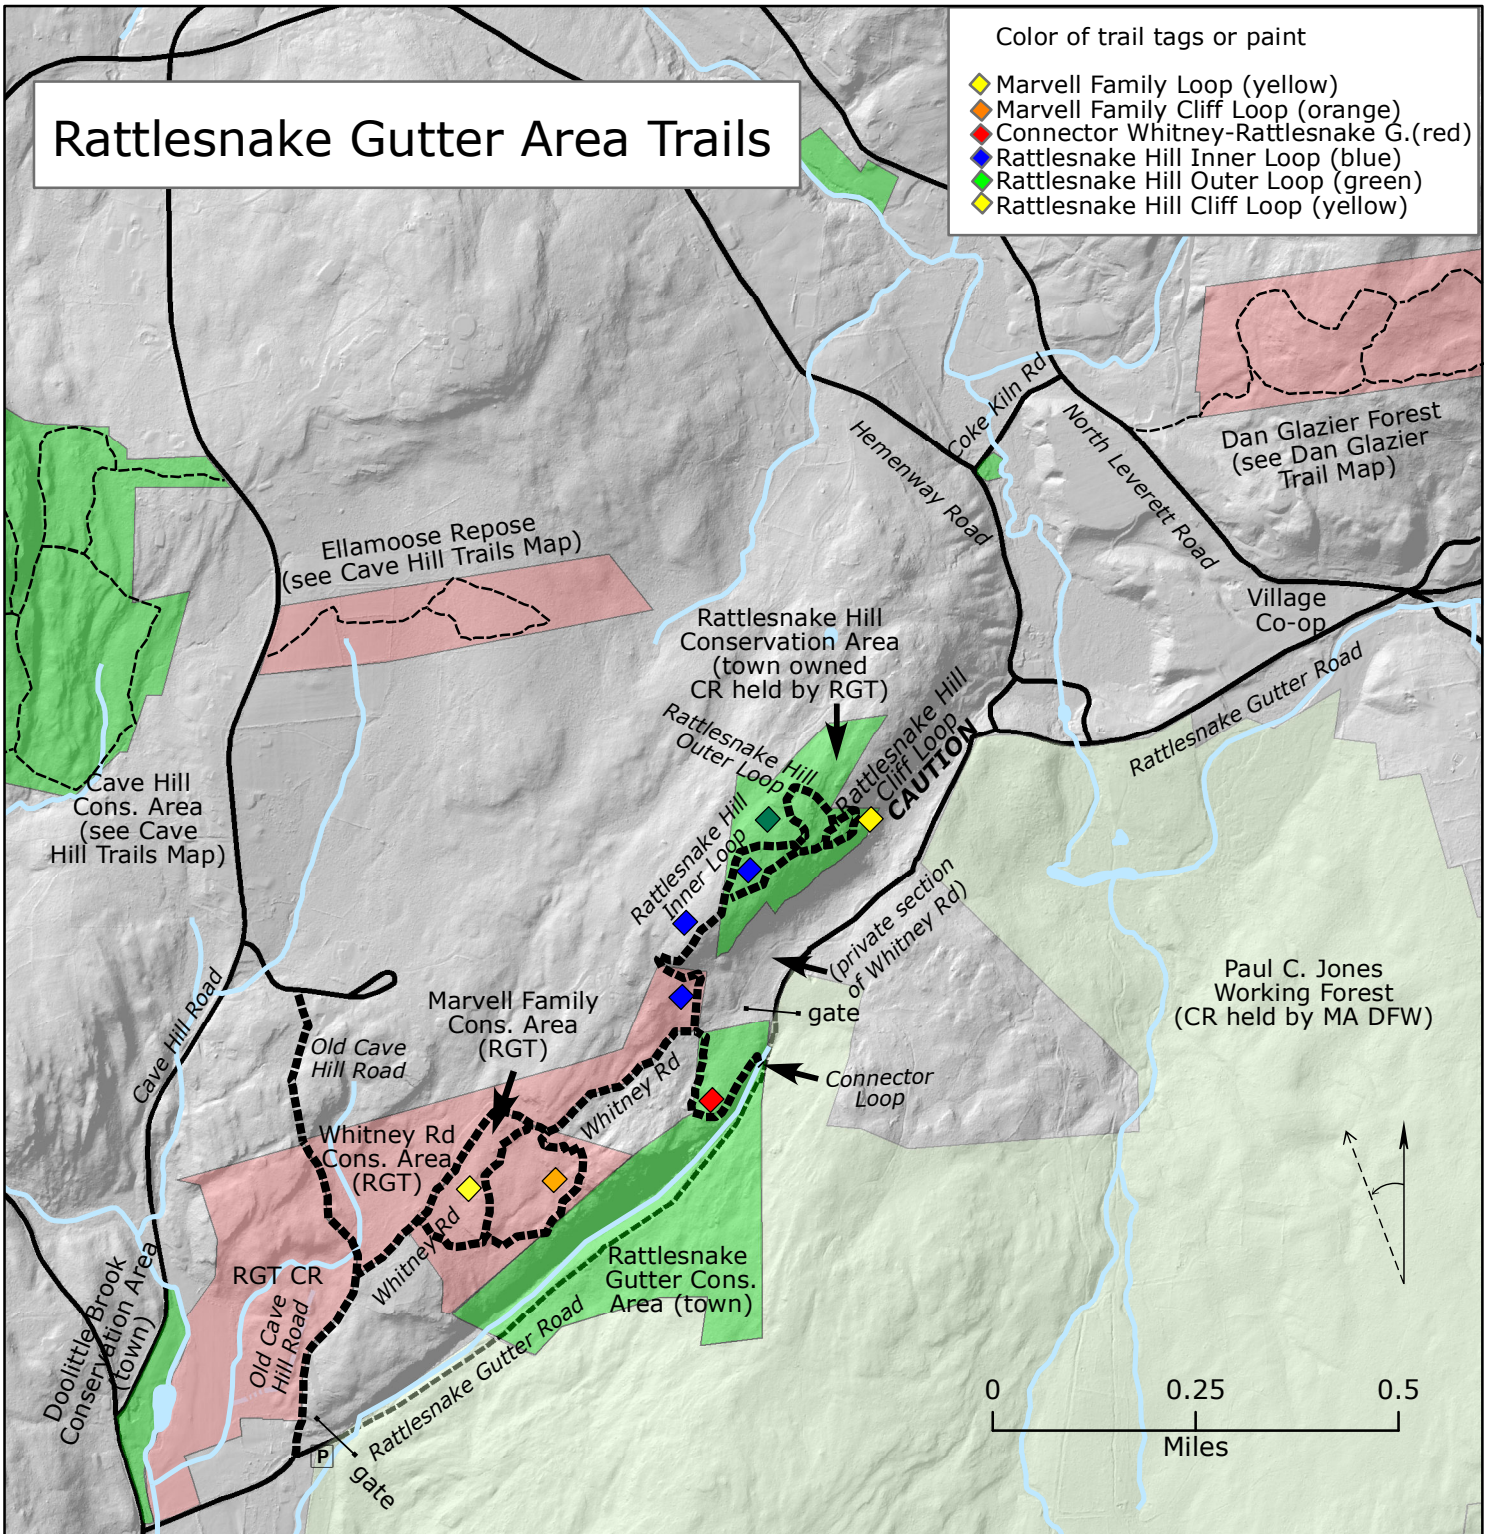 Color of trail tags or paint
Marvell Family Loop (yellow)
Marvell Family Cliff Loop (orange)
Connector Whitney-Rattlesnake G.(red)
Rattlesnake Hill Inner Loop (blue)
Rattlesnake Hill Outer Loop (green)
Rattlesnake Hill Cliff Loop (yellow)
Rattlesnake Gutter Area Trails
Coke Kiln Rd
Hemenway Road
North Leverett Road
Dan Glazier Forest
(see Dan Glazier
Trail Map)
Ellamoose Repose
(see Cave Hill Trails Map)
Village
Co-op
Rattlesnake Gutter Road
Rattlesnake Hill
Conservation Area
(town owned
CR held by RGT)
Rattlesnake Hill
Outer Loop
Rattlesnake Hill
Cliff Loop
CAUTION
Rattlesnake Hill
Inner Loop
Cave Hill
Cons. Area
(see Cave
Hill Trails Map)
(private section
of Whitney Rd)
gate
Paul C. Jones
Working Forest
(CR held by MA DFW)
Cave Hill Road
Old Cave
Hill Road
Marvell Family
Cons. Area
(RGT)
Whitney Rd
Connector
Loop
Whitney Rd
Cons. Area
(RGT)
Whitney Rd
RGT CR
Old Cave
Hill Road
Doolittle Brook
Conservation Area
(town)
Rattlesnake
Gutter Cons.
Area (town)
Rattlesnake Gutter Road
P
gate
0 0.25 0.5
Miles